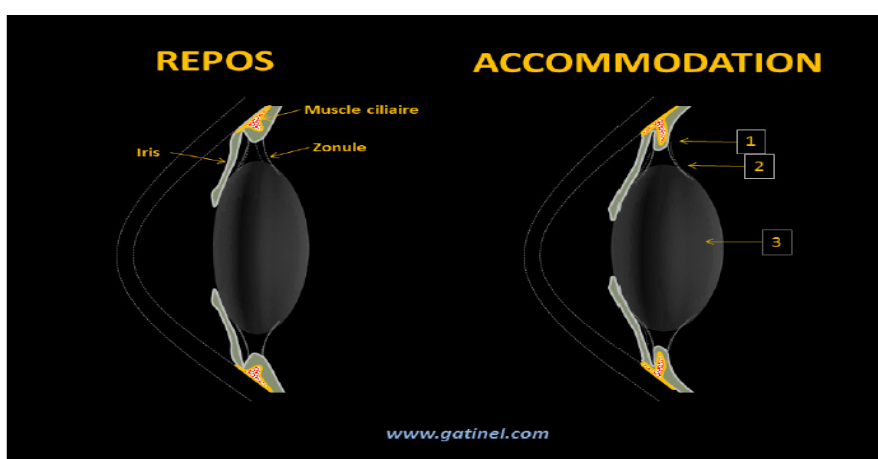 REPOS
ACCOMMODATION
Muscle ciliaire
Iris
Zonule
1
2
3
www.gatinel.com